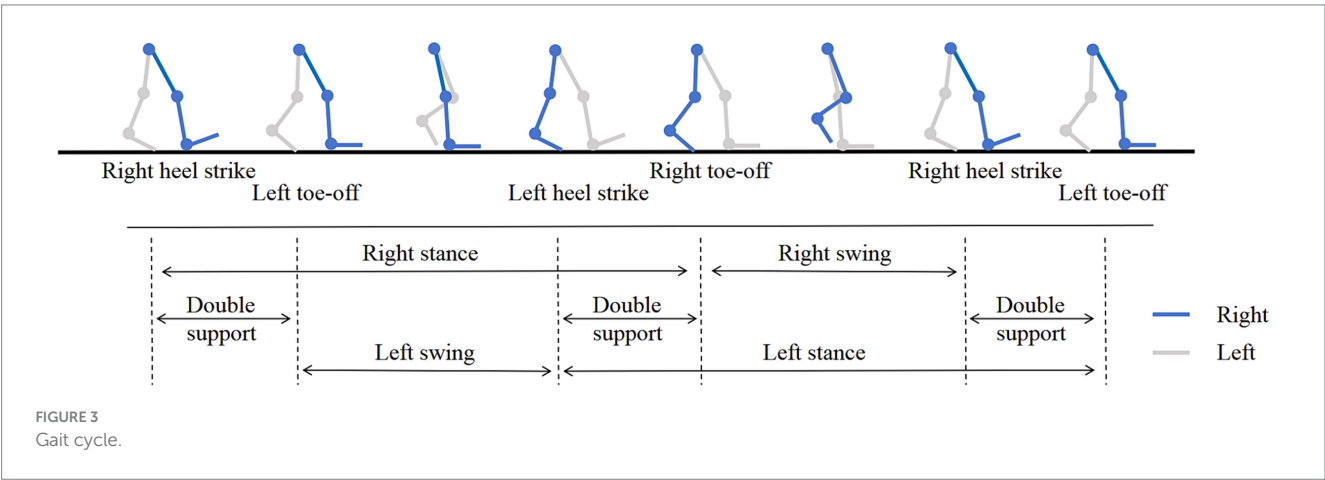 Right heel strike
Left toe-off
Left heel strike
Right toe-off
Right heel strike
Left toe-off
Right stance
Right swing
Double
support
Double
support
Double
support
Left swing
Left stance
Right
Left
FIGURE 3
Gait cycle.